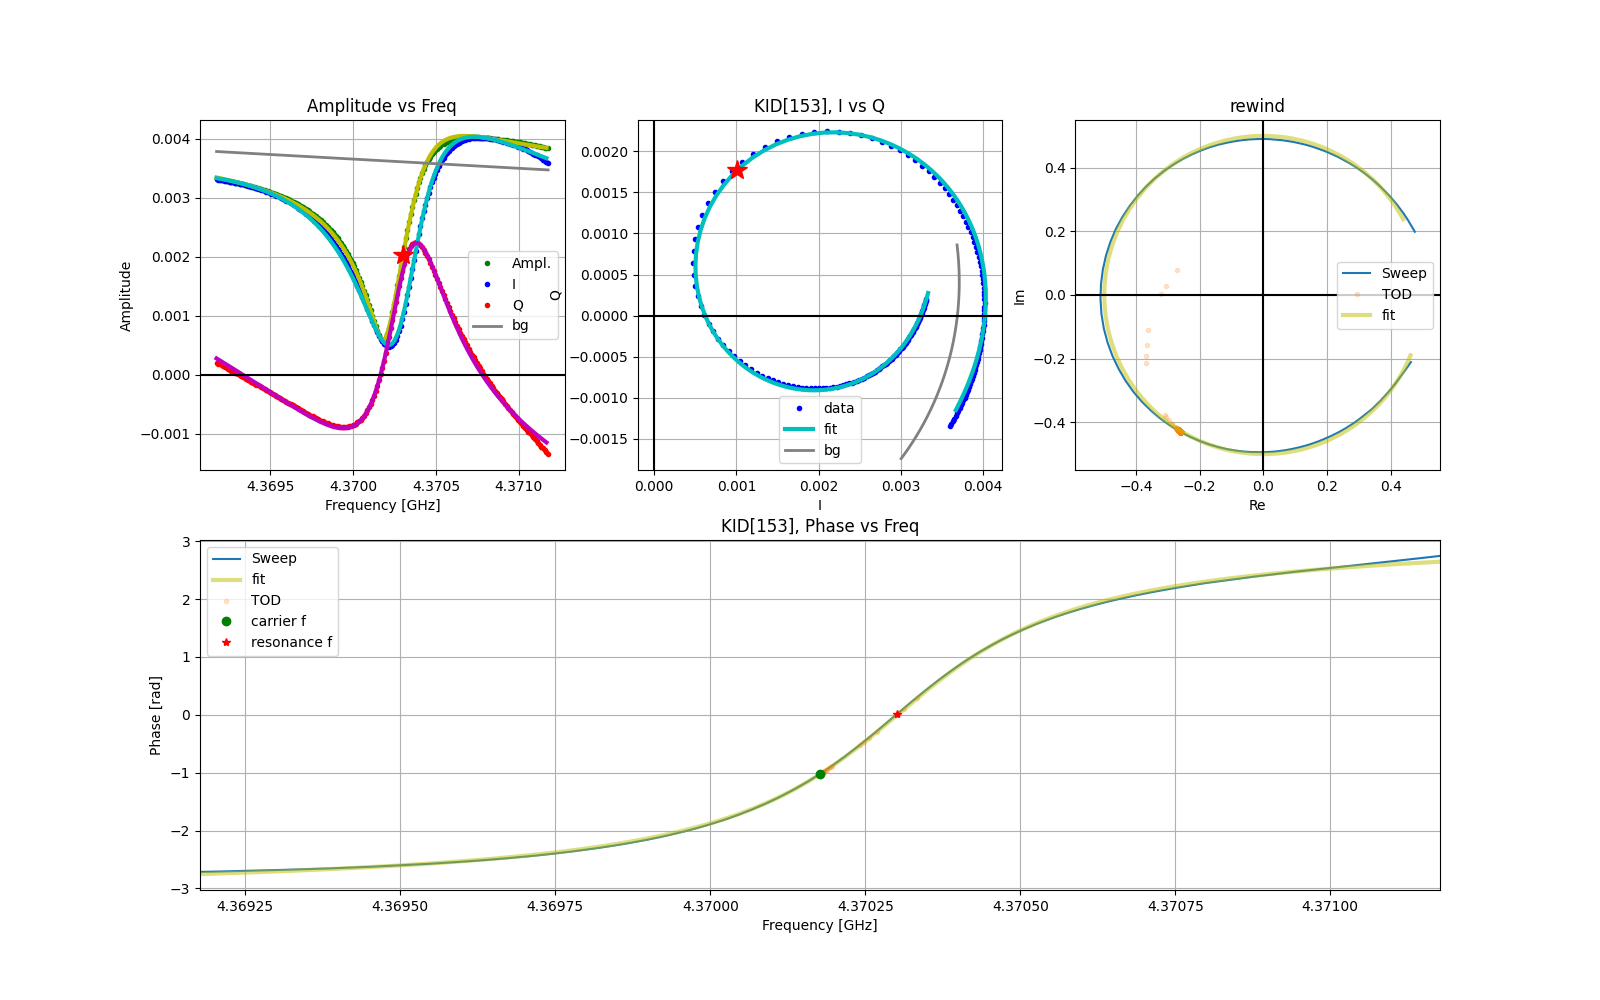 Amplitude vs Freq
Amplitude
0.004
0.003
0.002
0.001
0.000
−0.001
4.3695
4.3700
4.3705
4.3710
Frequency [GHz]
Ampl.
I
Q
bg
KID[153], I vs Q
Q
0.0020
0.0015
0.0010
0.0005
0.0000
−0.0005
−0.0010
−0.0015
0.000
0.001
0.002
0.003
0.004
I
data
fit
bg
rewind
Im
0.4
0.2
0.0
−0.2
−0.4
−0.4
−0.2
0.0
0.2
0.4
Re
Sweep
TOD
fit
KID[153], Phase vs Freq
Phase [rad]
3
2
1
0
−1
−2
−3
4.36925
4.36950
4.36975
4.37000
4.37025
4.37050
4.37075
4.37100
Frequency [GHz]
Sweep
fit
TOD
carrier f
resonance f